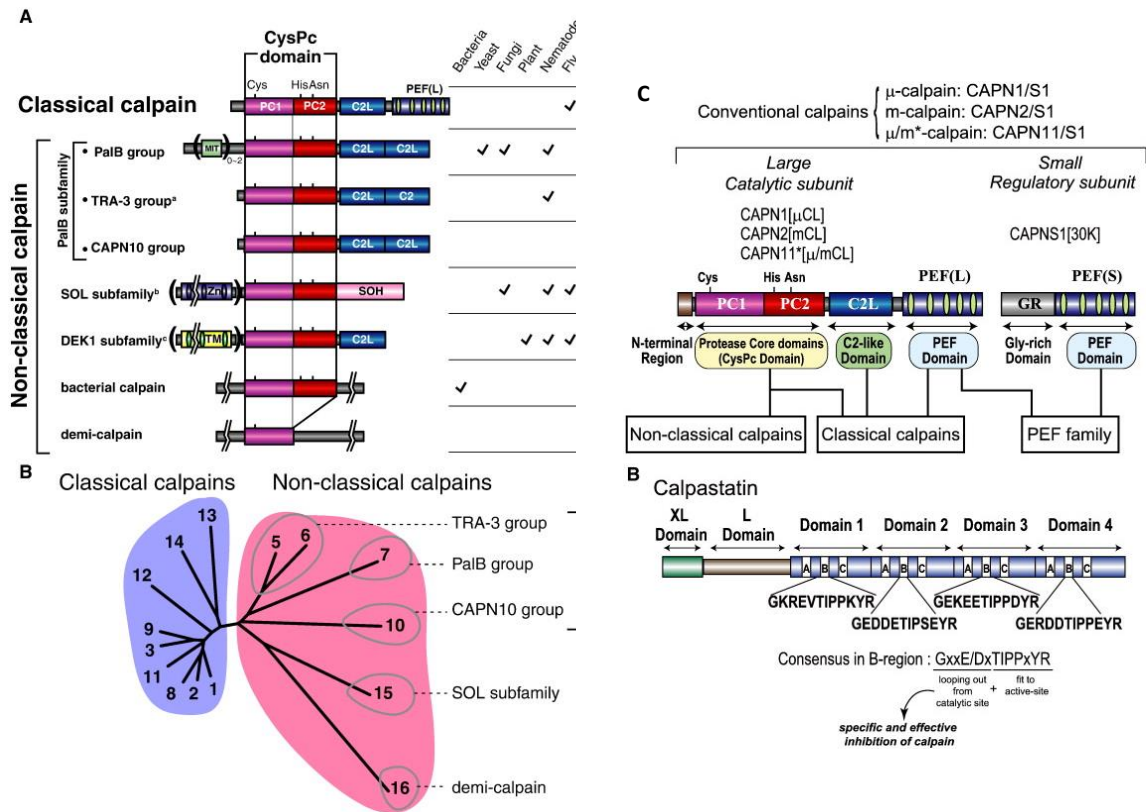 A
CysPc
domain
Bacteria
Yeast
Fungi
Plant
Nematode
Cys
HisAsn
PEF(L)
Classical calpain
PC1
PC2
C2L
Non-classical calpain
PalB subfamily
• PalB group
( MIT )0~2
C2L
C2L
• TRA-3 groupᵃ
C2L
C2
• CAPN10 group
C2L
C2L
SOL subfamilyᵇ
Zn
SOH
DEK1 subfamilyᶜ
TM
C2L
bacterial calpain
demi-calpain
B
Classical calpains
Non-classical calpains
13
14
12
9
3
11
8
2
1
5
6
7
10
15
16
TRA-3 group
PalB group
CAPN10 group
SOL subfamily
demi-calpain
C
Conventional calpains
μ-calpain: CAPN1/S1
m-calpain: CAPN2/S1
μ/m*-calpain: CAPN11/S1
Large
Catalytic subunit
Small
Regulatory subunit
CAPN1[μCL]
CAPN2[mCL]
CAPN11*[μ/mCL]
CAPNS1[30K]
Cys
His Asn
PEF(L)
PEF(S)
PC1
PC2
C2L
GR
N-terminal
Region
Protease Core domains
(CysPc Domain)
C2-like
Domain
PEF
Domain
Gly-rich
Domain
PEF
Domain
Non-classical calpains
Classical calpains
PEF family
B
Calpastatin
XL
Domain
L
Domain
Domain 1
Domain 2
Domain 3
Domain 4
A B C
A B C
A B C
A B C
GKREVTIPPKYR
GEKEETIPPDYR
GEDDETIPSEYR
GERDDTIPPEYR
Consensus in B-region : GxxE/DxTIPPxYR
looping out
from
catalytic site
+
fit to
active-site
specific and effective
inhibition of calpain